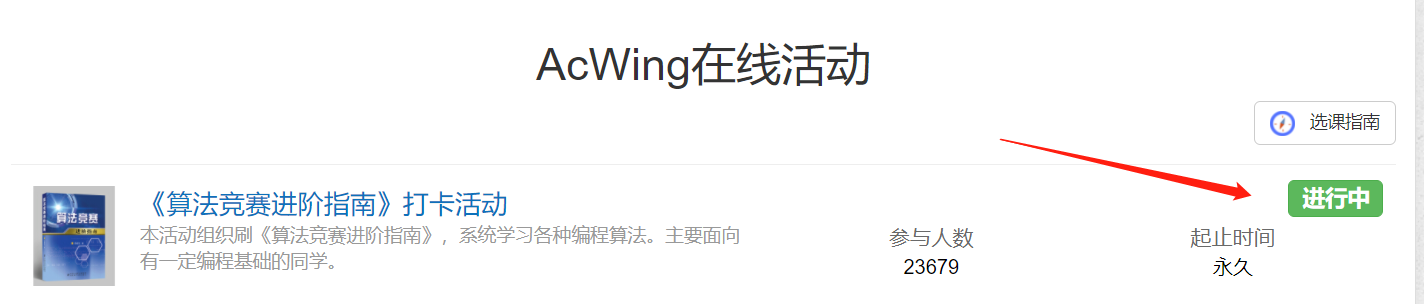 AcWing在线活动
选课指南
算法竞赛
《算法竞赛进阶指南》打卡活动
进行中
本活动组织刷《算法竞赛进阶指南》，系统学习各种编程算法。主要面向
有一定编程基础的同学。
参与人数
23679
起止时间
永久